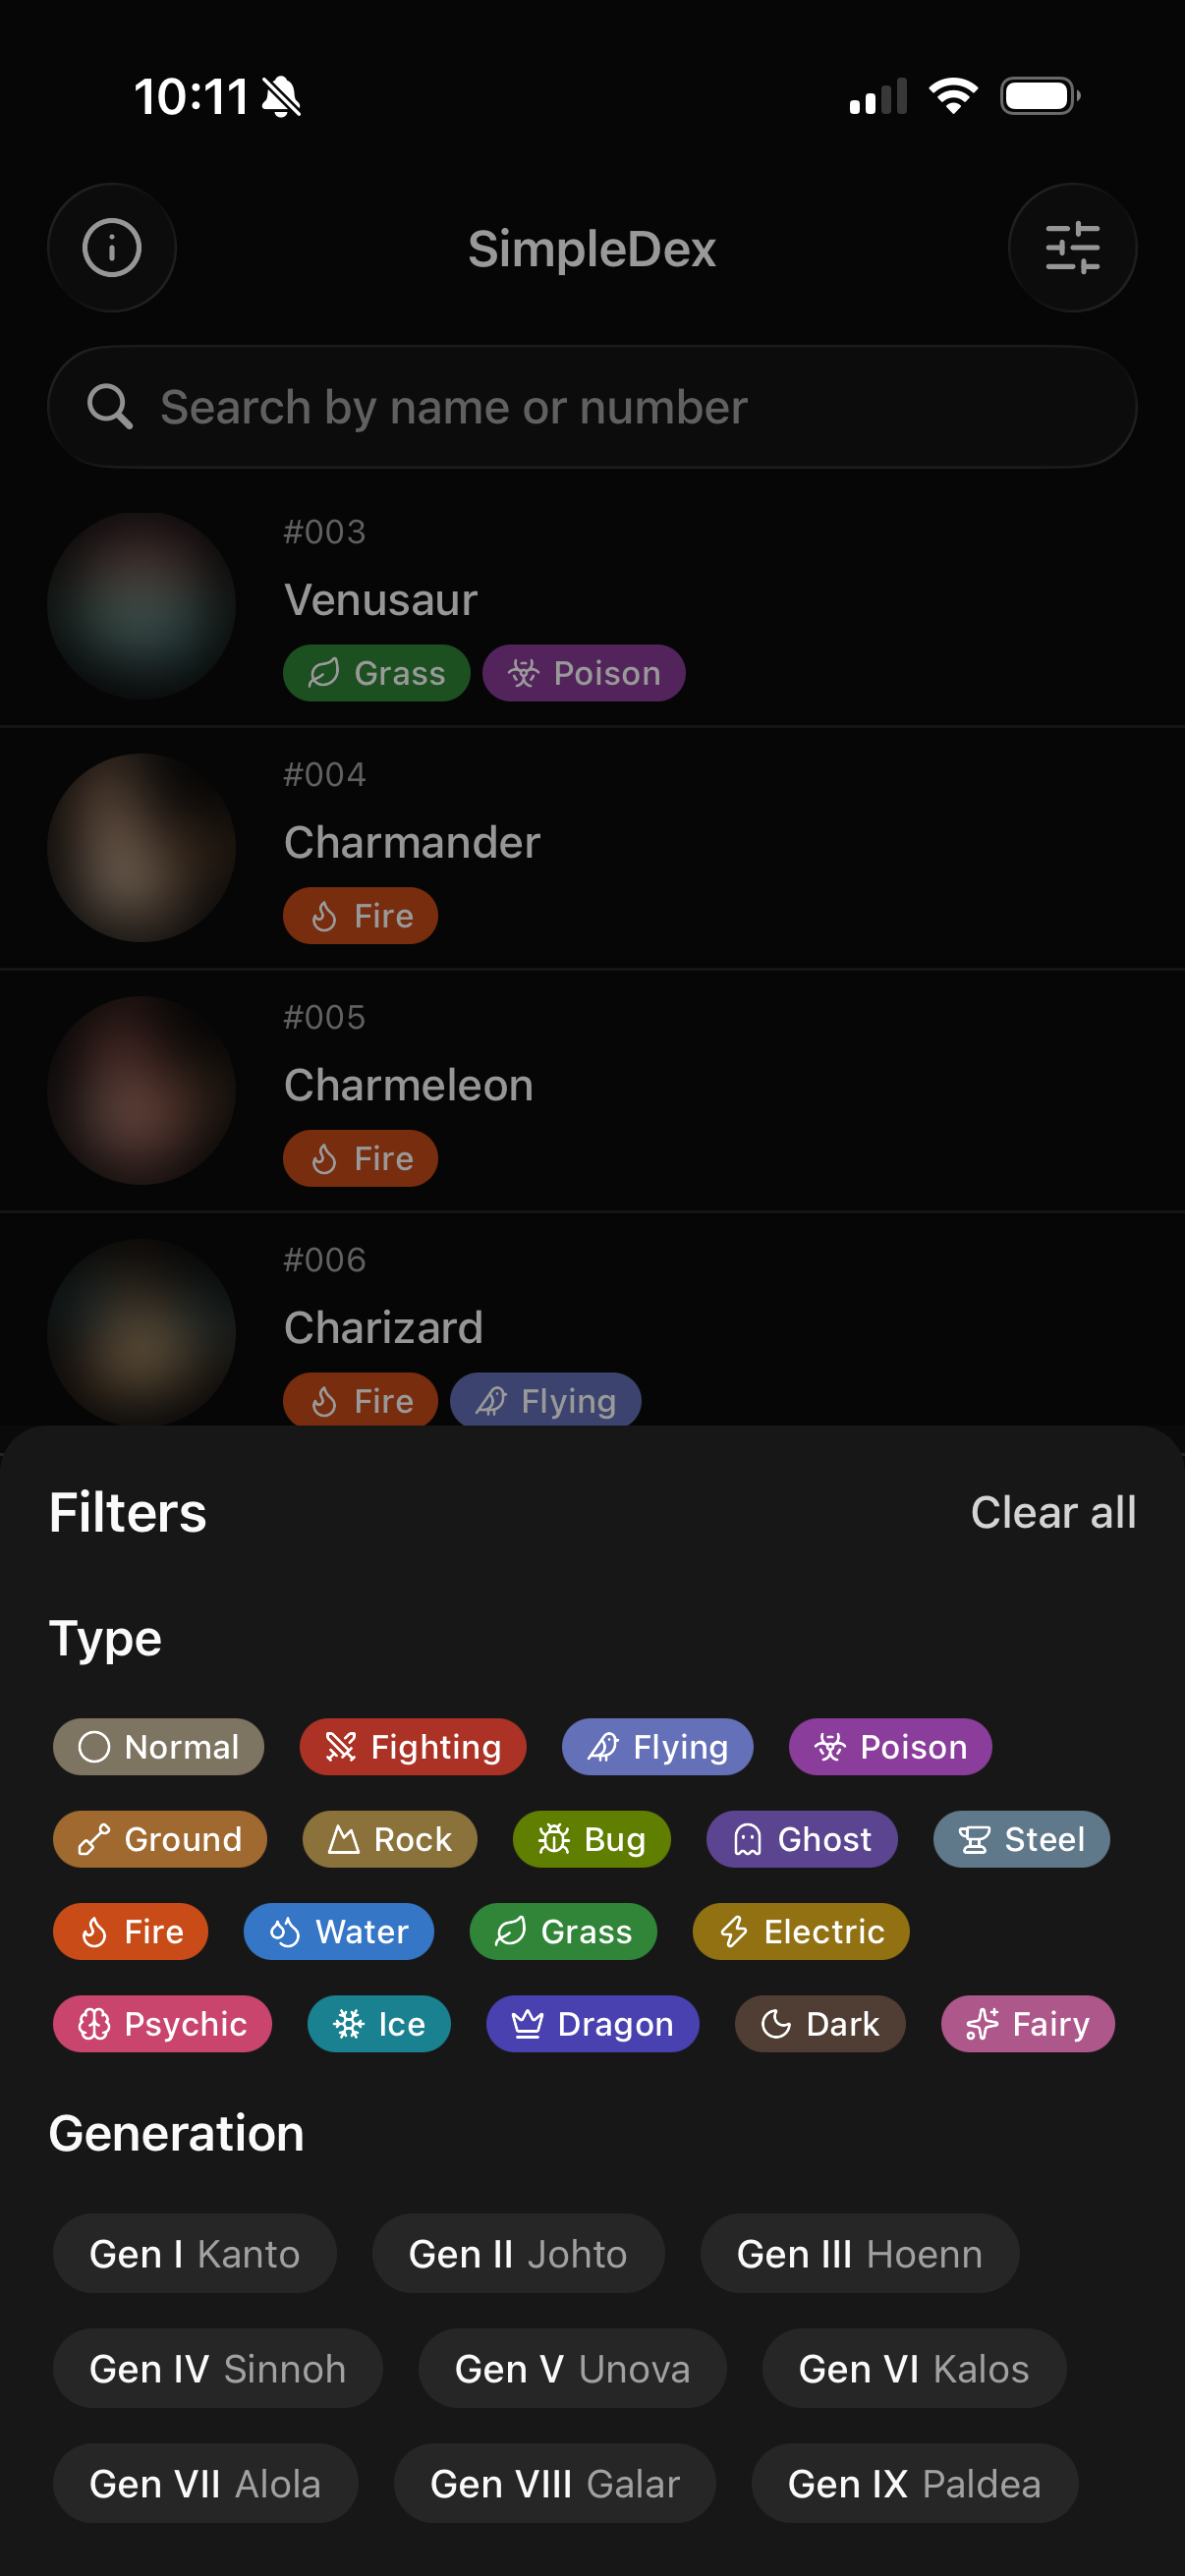 10:11
SimpleDex
Search by name or number
#003
Venusaur
Grass Poison
#004
Charmander
Fire
#005
Charmeleon
Fire
#006
Charizard
Fire Flying
Filters Clear all
Type
Normal Fighting Flying Poison
Ground Rock Bug Ghost Steel
Fire Water Grass Electric
Psychic Ice Dragon Dark Fairy
Generation
Gen I Kanto Gen II Johto Gen III Hoenn
Gen IV Sinnoh Gen V Unova Gen VI Kalos
Gen VII Alola Gen VIII Galar Gen IX Paldea